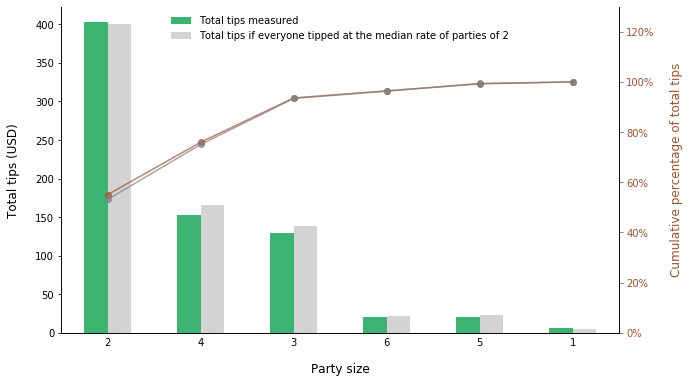 Total tips measured
Total tips if everyone tipped at the median rate of parties of 2
Total tips (USD)
400
350
300
250
200
150
100
50
0
120%
100%
80%
60%
40%
20%
0%
Cumulative percentage of total tips
2 4 3 6 5 1
Party size